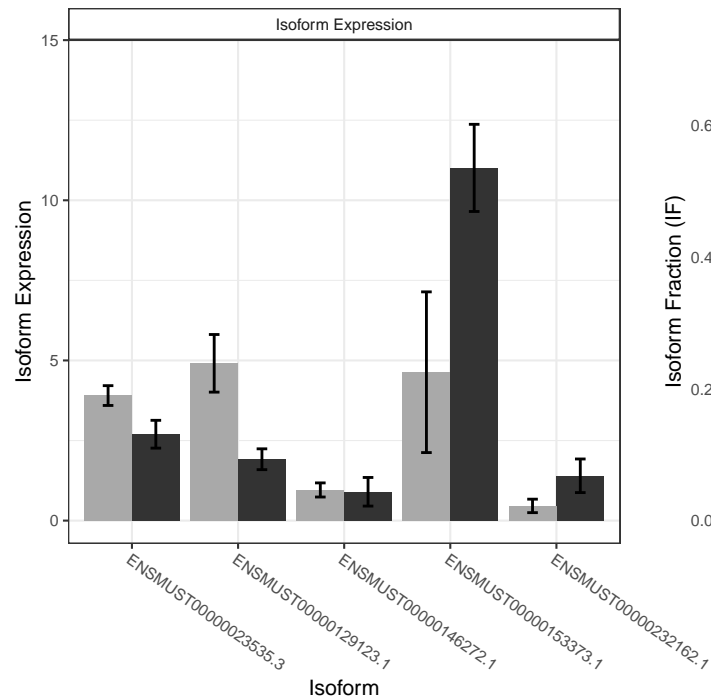 Isoform Expression
15
10
5
0
Isoform Expression
ENSMUST00000023535.3
ENSMUST00000129123.1
ENSMUST00000146272.1
ENSMUST00000153373.1
ENSMUST00000232162.1
Isoform
0.6
0.4
0.2
0.0
Isoform Fraction (IF)